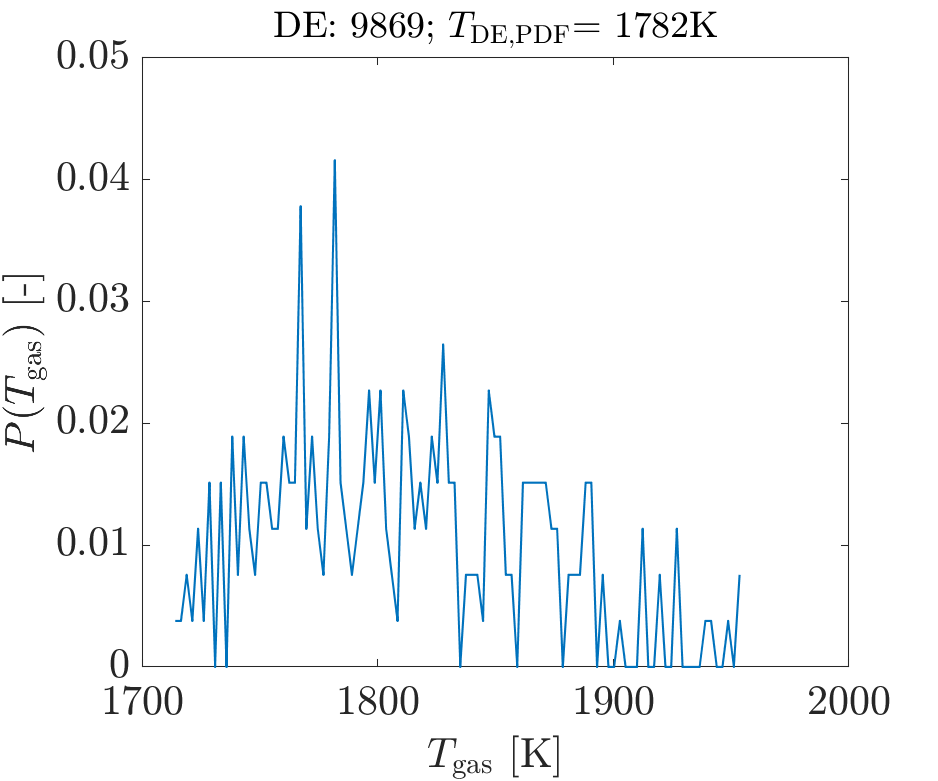 DE: 9869; T_DE,PDF= 1782K
0.05
0.04
0.03
0.02
0.01
0
P(T_gas) [-]
1700 1800 1900 2000
T_gas [K]